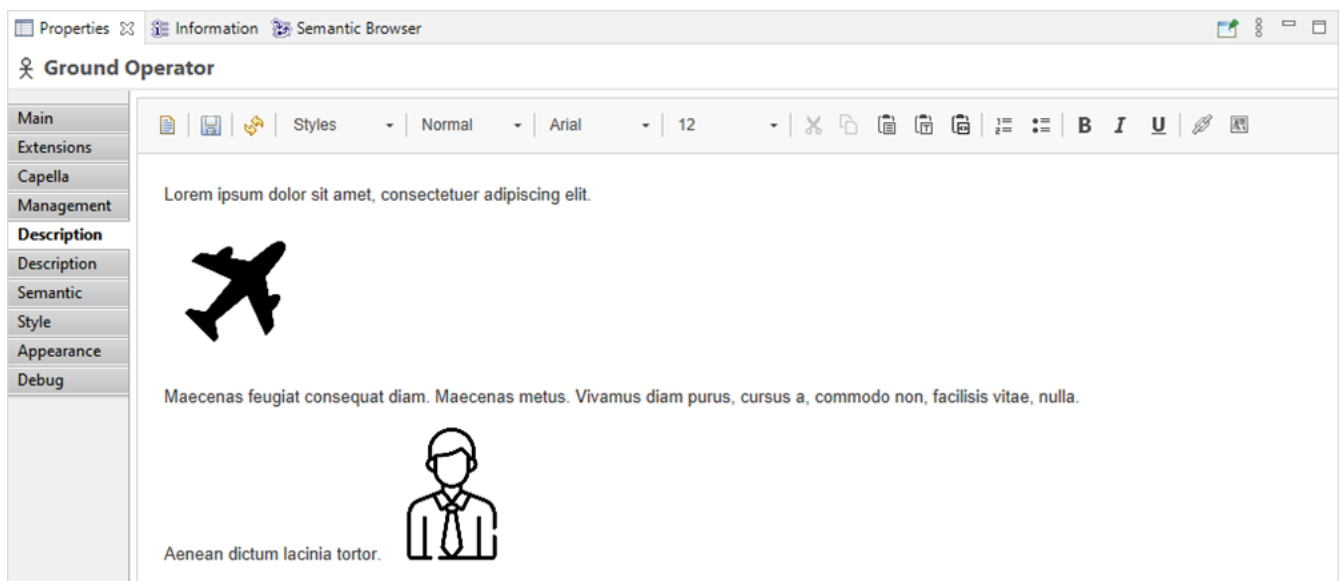 Properties Information Semantic Browser
Ground Operator
Main
Extensions
Capella
Management
Description
Description
Semantic
Style
Appearance
Debug
Styles Normal Arial 12 B I U
Lorem ipsum dolor sit amet, consectetuer adipiscing elit.
Maecenas feugiat consequat diam. Maecenas metus. Vivamus diam purus, cursus a, commodo non, facilisis vitae, nulla.
Aenean dictum lacinia tortor.